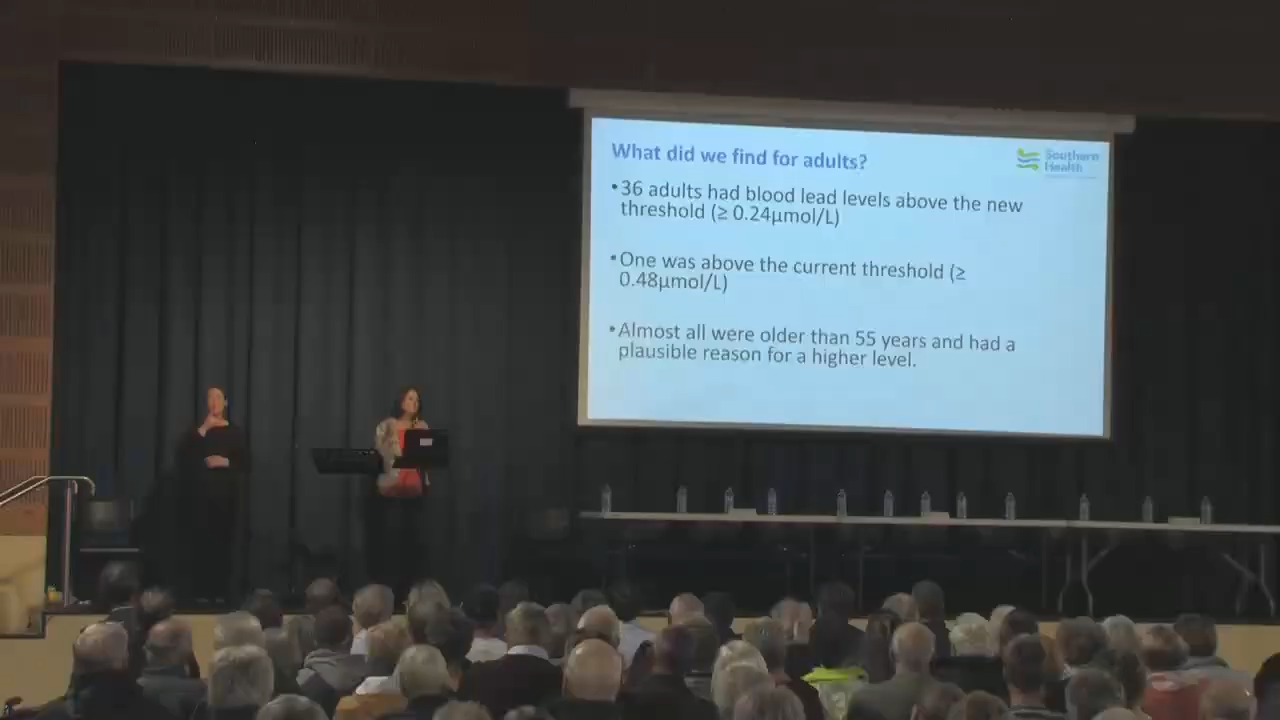 What did we find for adults?
Southern
Health
•36 adults had blood lead levels above the new
threshold (≥ 0.24µmol/L)
•One was above the current threshold (≥
0.48µmol/L)
•Almost all were older than 55 years and had a
plausible reason for a higher level.